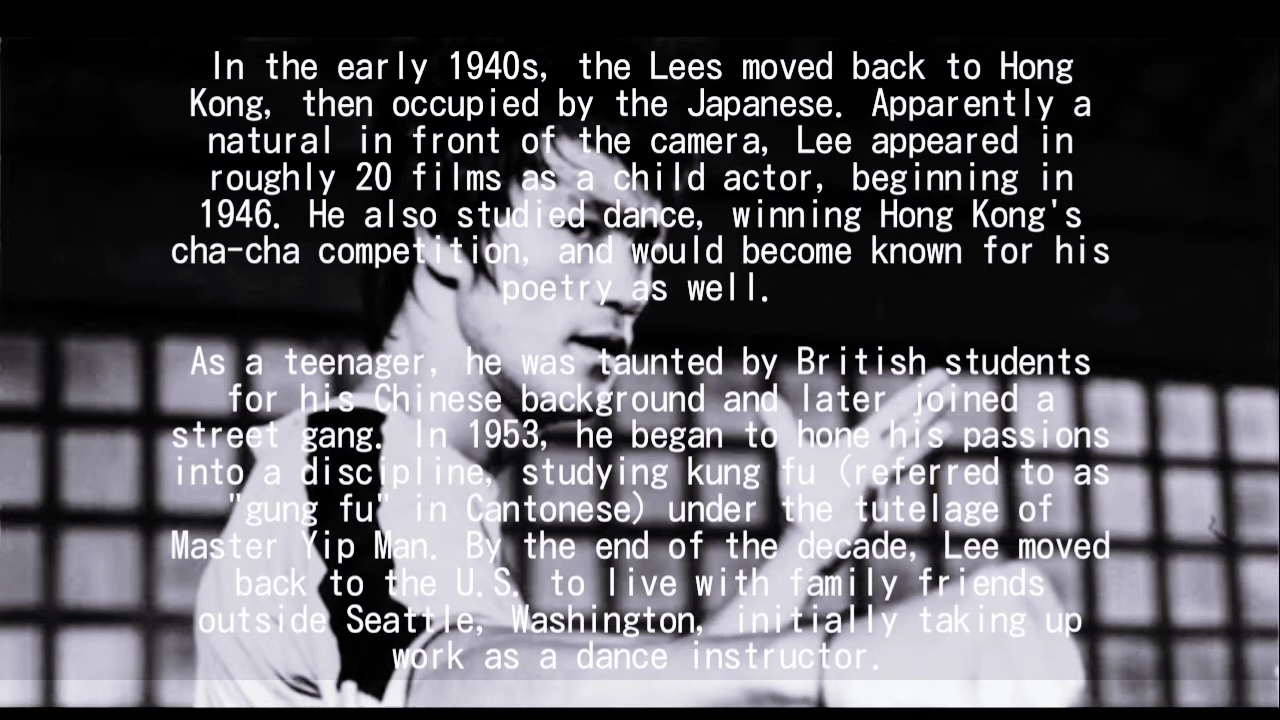 In the early 1940s, the Lees moved back to Hong
Kong, then occupied by the Japanese. Apparently a
natural in front of the camera, Lee appeared in
roughly 20 films as a child actor, beginning in
1946. He also studied dance, winning Hong Kong's
cha-cha competition, and would become known for his
poetry as well.
As a teenager, he was taunted by British students
for his Chinese background and later joined a
street gang. In 1953, he began to hone his passions
into a discipline, studying kung fu (referred to as
"gung fu" in Cantonese) under the tutelage of
Master Yip Man. By the end of the decade, Lee moved
back to the U.S. to live with family friends
outside Seattle, Washington, initially taking up
work as a dance instructor.